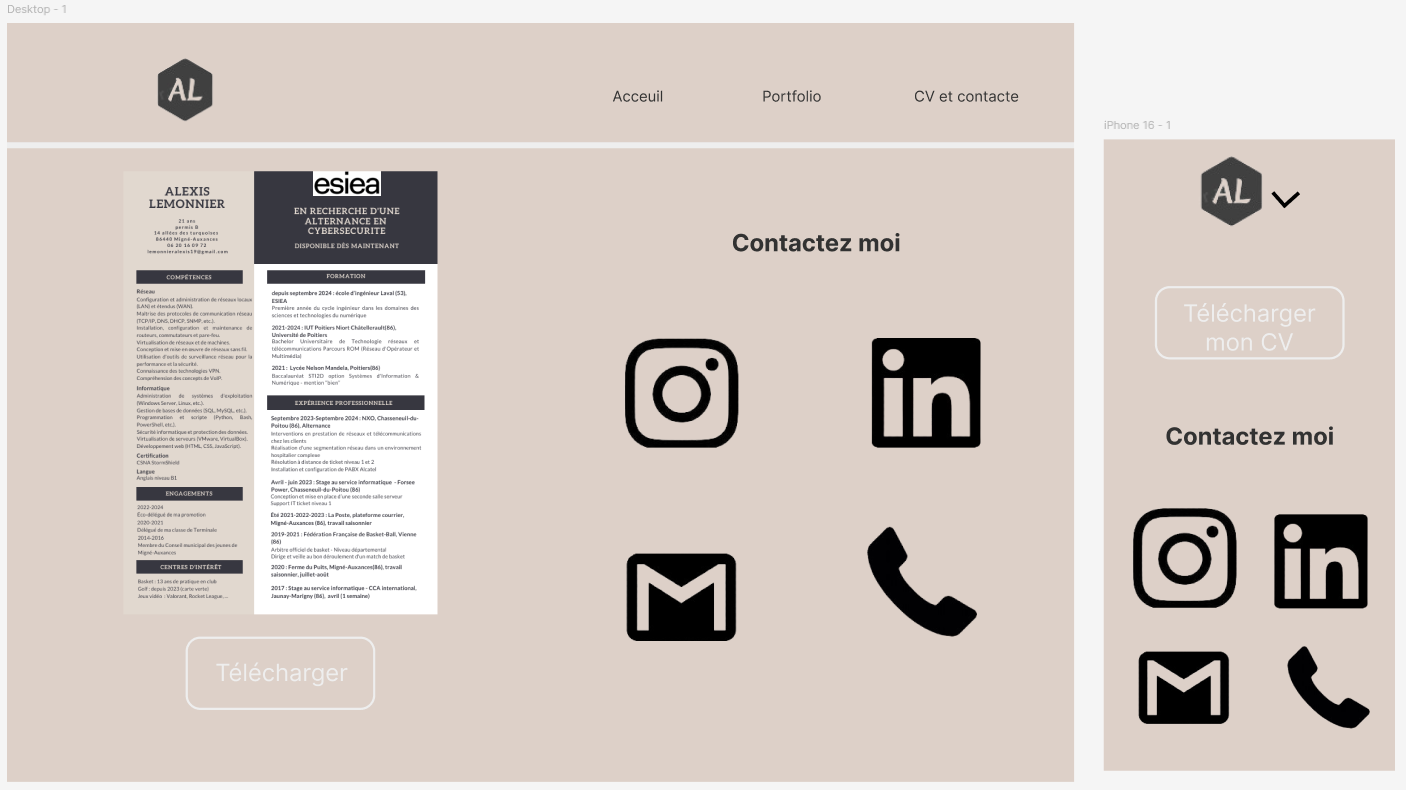 Desktop - 1
AL
Acceuil
Portfolio
CV et contacte
ALEXIS
LEMONNIER
21 ans
permis B
14 allées des turquoises
86440 Migné-Auxances
06 20 16 09 72
lemonnieralexis19@gmail.com
COMPÉTENCES
Réseau
Configuration et administration de réseaux locaux
(LAN) et étendus (WAN).
Maîtrise des protocoles de communication réseau
(TCP/IP, DNS, DHCP, SNMP, etc.)
Installation, configuration et maintenance de
routeurs, commutateurs et pare-feu.
Virtualisation de réseaux et de machines.
Conception et mise en œuvre de réseaux sans fil.
Utilisation d'outils de surveillance réseau pour la
performance et la sécurité.
Connaissance des technologies VPN.
Compréhension des concepts de VoIP.
Informatique
Administration de systèmes d'exploitation
(Windows Server, Linux, etc.).
Gestion de bases de données (SQL, MySQL, etc.).
Programmation et scripte (Python, Bash,
PowerShell, etc.).
Sécurité informatique et protection des données.
Virtualisation de serveurs (VMware, VirtualBox).
Développement web (HTML, CSS, JavaScript).
Certification
CSNA StormShield
Langue
Anglais niveau B1
ENGAGEMENTS
2022-2024
Éco-délégué de ma promotion
2020-2021
Délégué de ma classe de Terminale
2014-2016
Membre du Conseil municipal des jeunes de
Migné-Auxances
CENTRES D'INTÉRÊT
Basket : 13 ans de pratique en club
Golf : depuis 2023 (carte verte)
Jeux vidéo : Valorant, Rocket League,...
esiea
EN RECHERCHE D'UNE
ALTERNANCE EN
CYBERSECURITE
DISPONIBLE DÈS MAINTENANT
FORMATION
depuis septembre 2024 : école d'ingénieur Laval (53),
ESIEA
Première année du cycle ingénieur dans les domaines des
sciences et technologies du numérique
2021-2024 : IUT Poitiers Niort Châtellerault(86),
Université de Poitiers
Bachelor Universitaire de Technologie réseaux et
télécommunications Parcours ROM (Réseau d'Opérateur et
Multimédia)
2021 : Lycée Nelson Mandela, Poitiers(86)
Baccalauréat STI2D option Systèmes d'Information &
Numérique - mention "bien"
EXPÉRIENCE PROFESSIONNELLE
Septembre 2023-Septembre 2024 : NXO, Chasseneuil-du-
Poitou (86), Alternance
Interventions en prestation de réseaux et télécommunications
chez les clients
Réalisation d'une segmentation réseau dans un environnement
hospitalier complexe
Résolution à distance de ticket niveau 1 et 2
Installation et configuration de PABX Alcatel
Avril - juin 2023 : Stage au service informatique - Forsee
Power, Chasseneuil-du-Poitou (86)
Conception et mise en place d'une seconde salle serveur
Support IT ticket niveau 1
Été 2021-2022-2023 : La Poste, plateforme courrier,
Migné-Auxances (86), travail saisonnier
2019-2021 : Fédération Française de Basket-Ball, Vienne
(86)
Arbitre officiel de basket - Niveau départemental
Dirige et veille au bon déroulement d'un match de basket
2020 : Ferme du Puits, Migné-Auxances(86), travail
saisonnier, juillet-août
2017 : Stage au service informatique - CCA international,
Jaunay-Marigny (86), avril (1 semaine)
Télécharger
Contactez moi
in
iPhone 16 - 1
AL
Télécharger
mon CV
Contactez moi
in